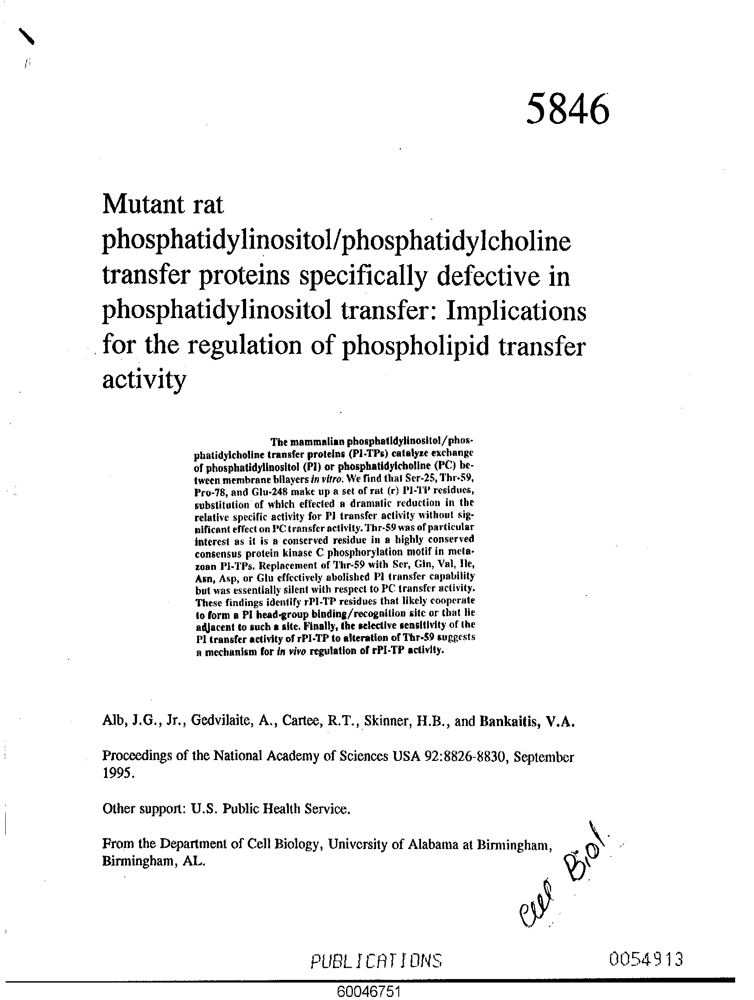 5846
Mutant rat
phosphatidylinositol/phosphatidylcholine
transfer proteins specifically defective in
phosphatidylinositol transfer: Implications
for the regulation of phospholipid transfer
activity
The mammalian phosphatidylinositol/phos-
phatidylcholine transfer proteins (PI-TPs) catalyze exchange
of phosphatidylinositol (PI) or phosphatidylcholine (PC) be-
tween membrane bilayers in vitro. We find that Ser-25, Thr-59,
Pro-78, and Glu-248 make up a set of rat (r) PI-TP residues,
substitution of which effected a dramatic reduction in the
relative specific activity for PI transfer activity without sig-
nificant effect on PC transfer activity. Thr-59 was of particular
interest as it is a conserved residue in a highly conserved
consensus protein kinase C phosphorylation motif in meta-
zoan PI-TPs. Replacement of Thr-59 with Ser, Gln, Val, Ile,
Asn, Asp, or Glu effectively abolished PI transfer capability
but was essentially silent with respect to PC transfer activity.
These findings identify rPI-TP residues that likely cooperate
to form a PI head-group binding/recognition site or that lie
adjacent to such a site. Finally, the selective sensitivity of the
PI transfer activity of rPI-TP to alteration of Thr-59 suggests
a mechanism for in vivo regulation of rPI-TP activity.
Alb, J.G., Jr., Gedvilaite, A., Cartee, R.T., Skinner, H.B., and Bankaitis, V.A.
Proceedings of the National Academy of Sciences USA 92:8826-8830, September
1995.
Other support: U.S. Public Health Service.
From the Department of Cell Biology, University of Alabama at Birmingham,
Birmingham, AL.
Cell Biol.
PUBLICATIONS
0054913
60046751